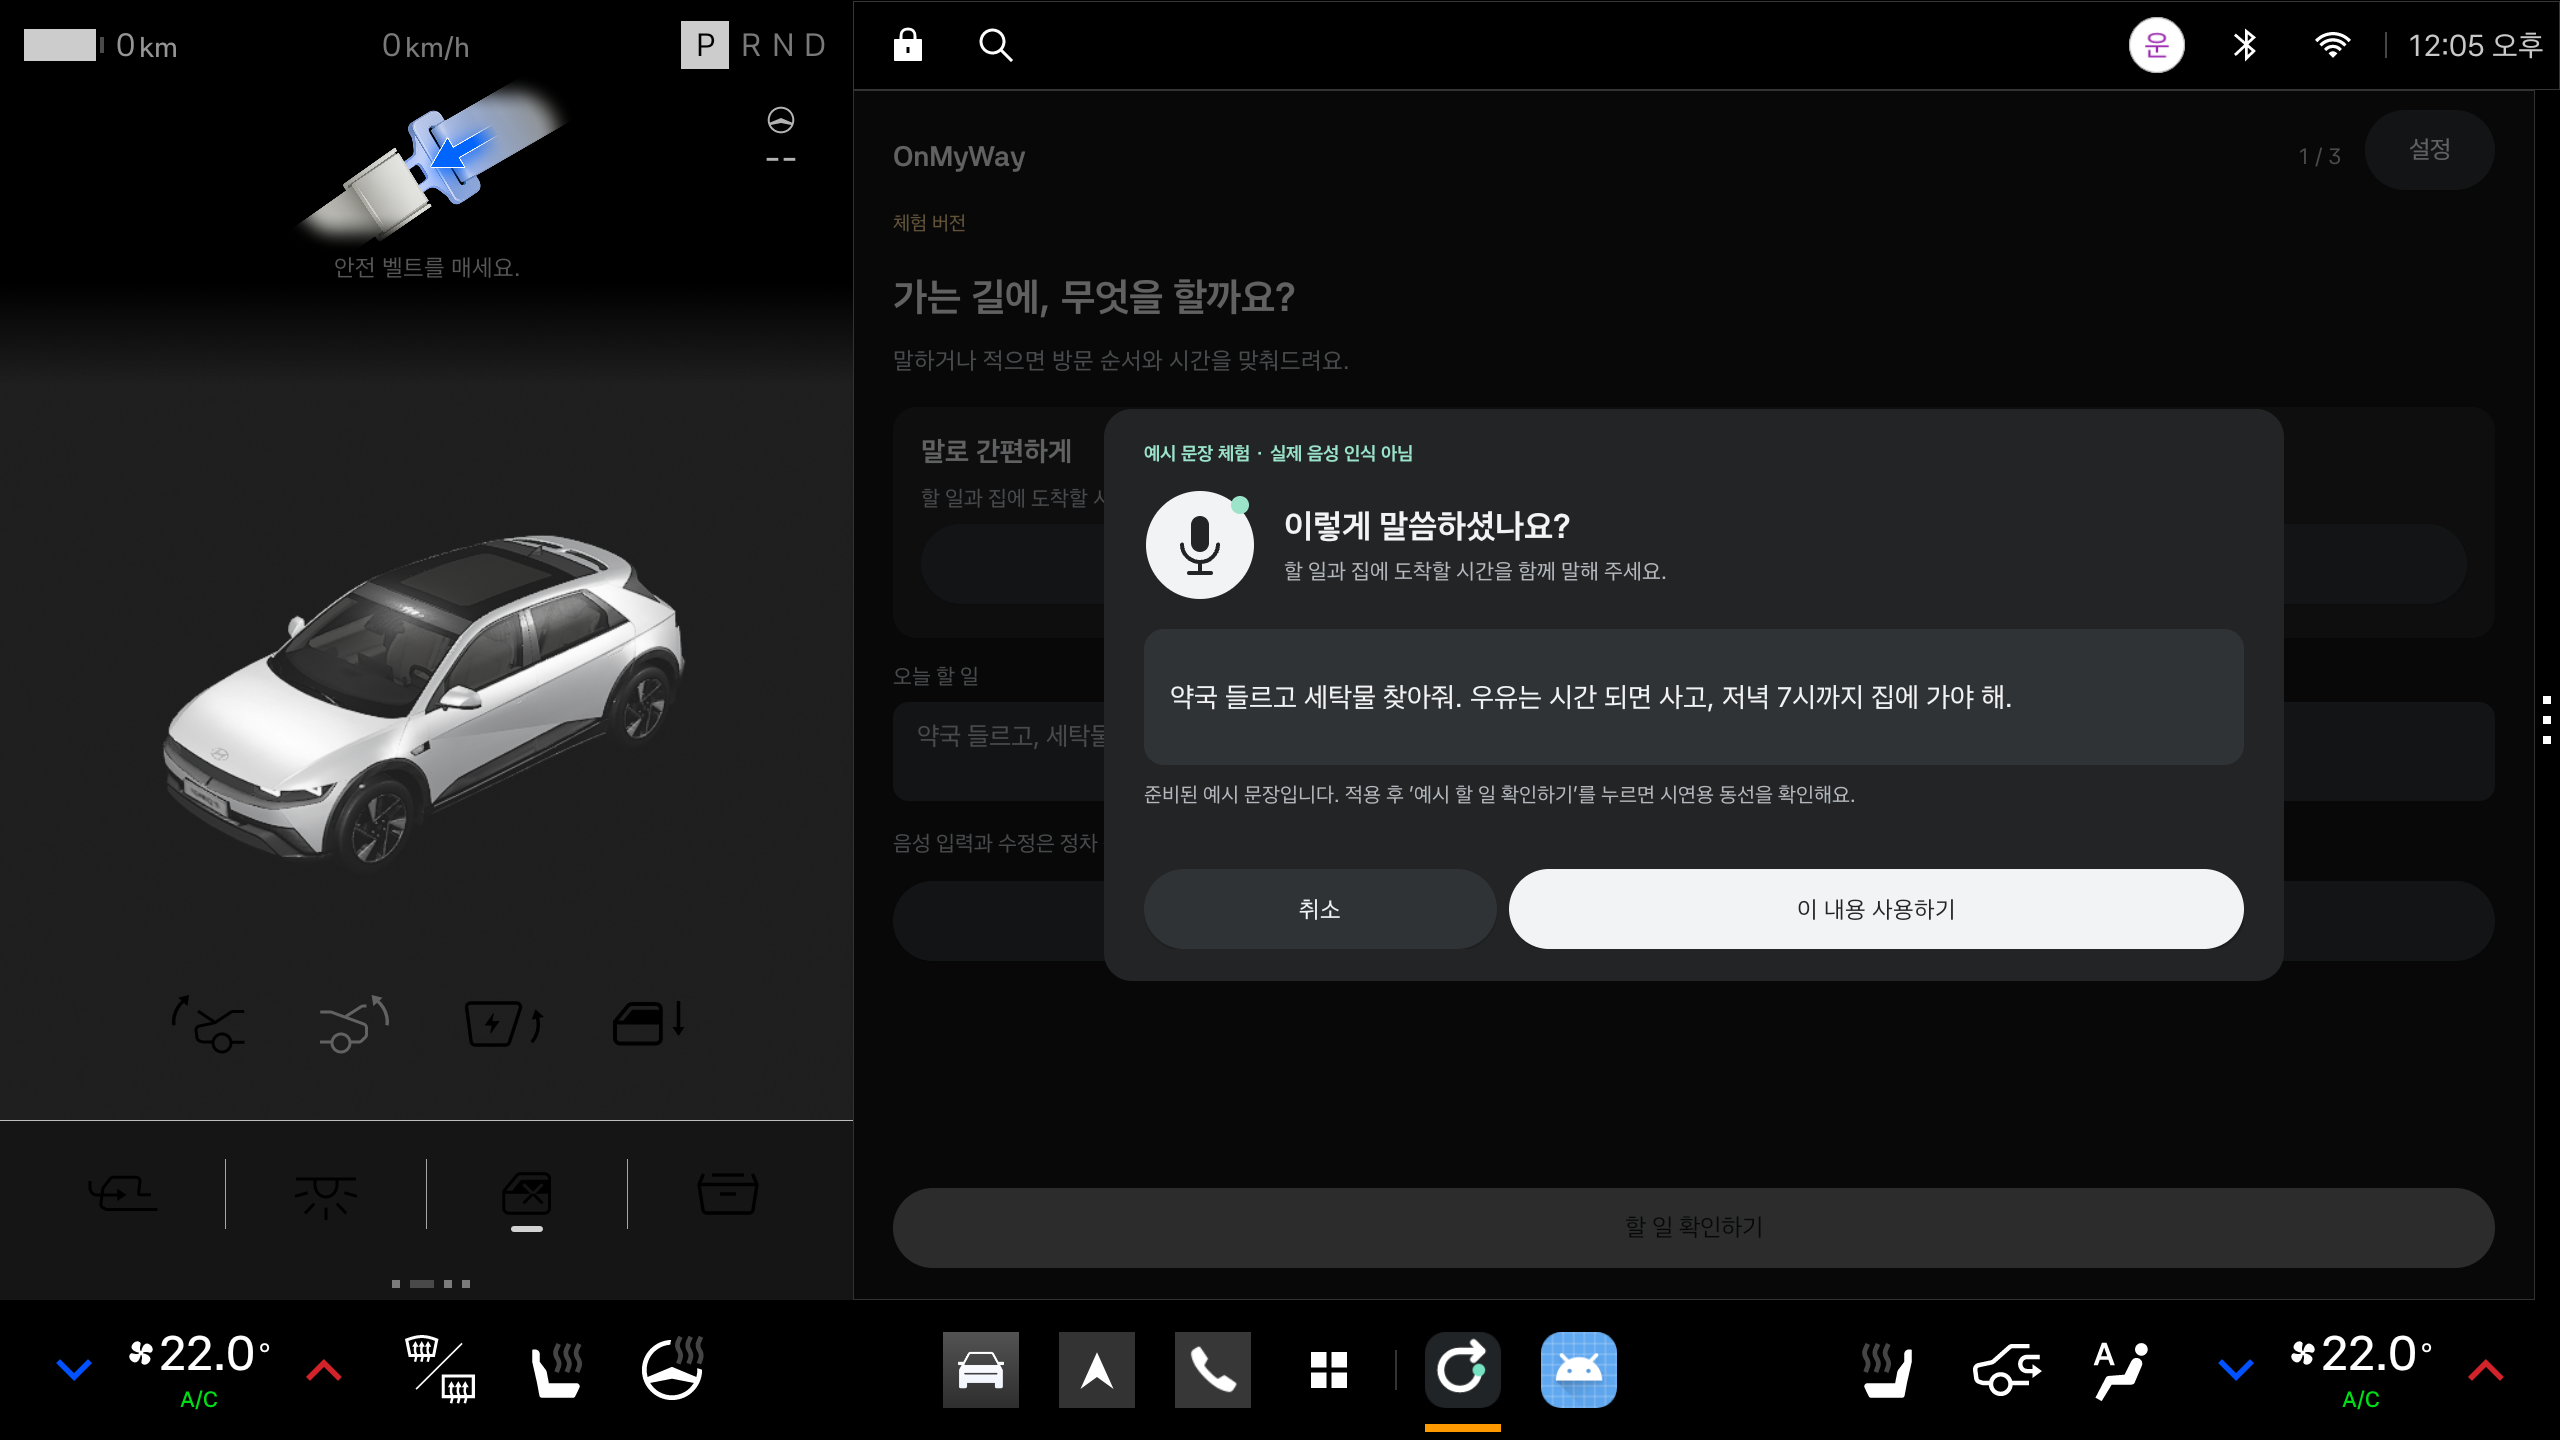 0 km
0 km/h
P R N D
안전 벨트를 매세요.
운
12:05 오후
OnMyWay
1 / 3
설정
체험 버전
가는 길에, 무엇을 할까요?
말하거나 적으면 방문 순서와 시간을 맞춰드려요.
말로 간편하게
할 일과 집에 도착할
오늘 할 일
약국 들르고, 세탁물
음성 입력과 수정은 정차
예시 문장 체험 · 실제 음성 인식 아님
이렇게 말씀하셨나요?
할 일과 집에 도착할 시간을 함께 말해 주세요.
약국 들르고 세탁물 찾아줘. 우유는 시간 되면 사고, 저녁 7시까지 집에 가야 해.
준비된 예시 문장입니다. 적용 후 '예시 할 일 확인하기'를 누르면 시연용 동선을 확인해요.
취소
이 내용 사용하기
할 일 확인하기
22.0°
A/C
A
22.0°
A/C